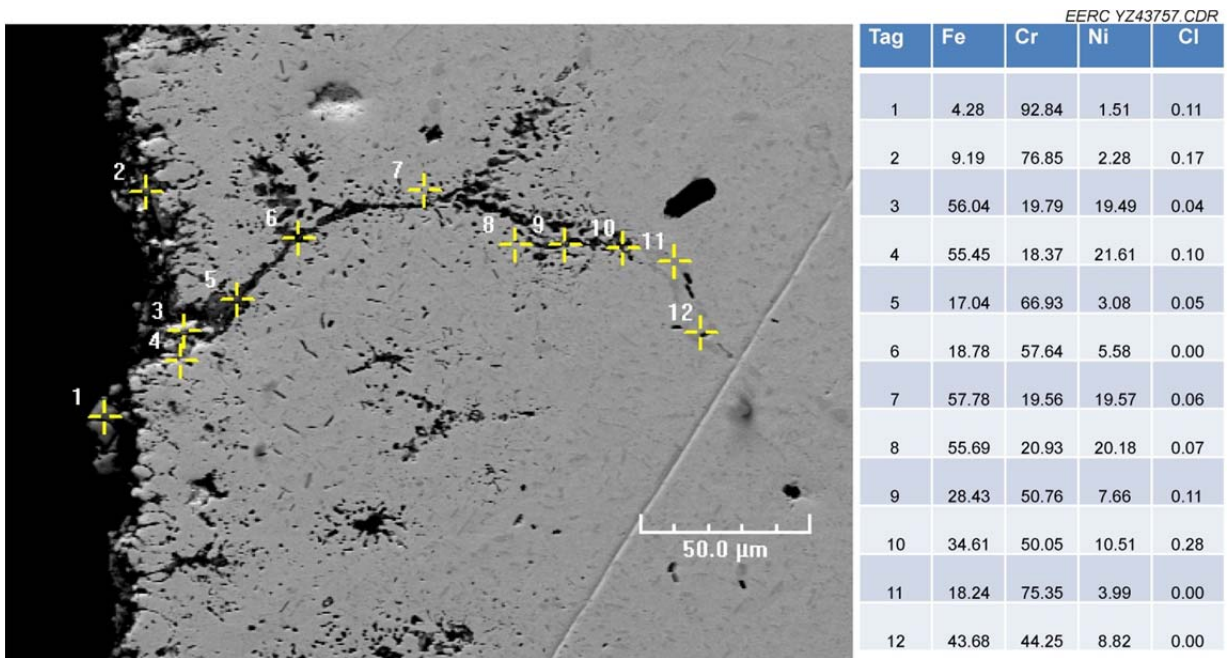 EERC YZ43757.CDR
2
7
6
8
9
10
11
5
3
12
4
1
50.0 µm
Tag Fe Cr Ni Cl
1 4.28 92.84 1.51 0.11
2 9.19 76.85 2.28 0.17
3 56.04 19.79 19.49 0.04
4 55.45 18.37 21.61 0.10
5 17.04 66.93 3.08 0.05
6 18.78 57.64 5.58 0.00
7 57.78 19.56 19.57 0.06
8 55.69 20.93 20.18 0.07
9 28.43 50.76 7.66 0.11
10 34.61 50.05 10.51 0.28
11 18.24 75.35 3.99 0.00
12 43.68 44.25 8.82 0.00